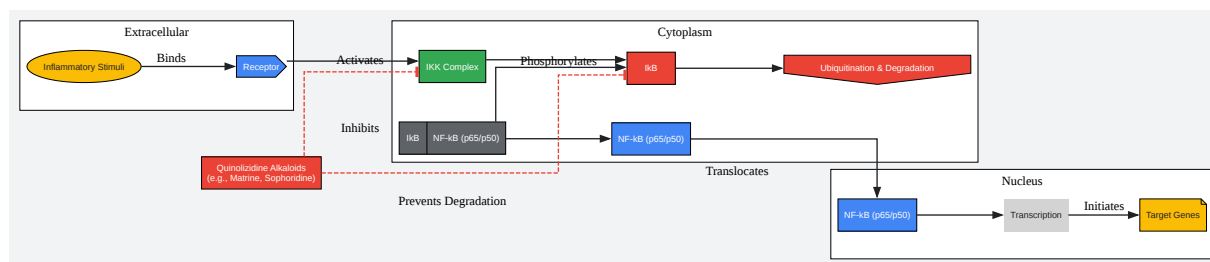 Extracellular
Cytoplasm
Inflammatory Stimuli
Binds
Receptor
Activates
IKK Complex
Phosphorylates
IkB
Ubiquitination & Degradation
Inhibits
IkB
NF-kB (p65/p50)
NF-kB (p65/p50)
Quinolizidine Alkaloids
(e.g., Matrine, Sophoridine)
Translocates
Prevents Degradation
Nucleus
NF-kB (p65/p50)
Transcription
Initiates
Target Genes